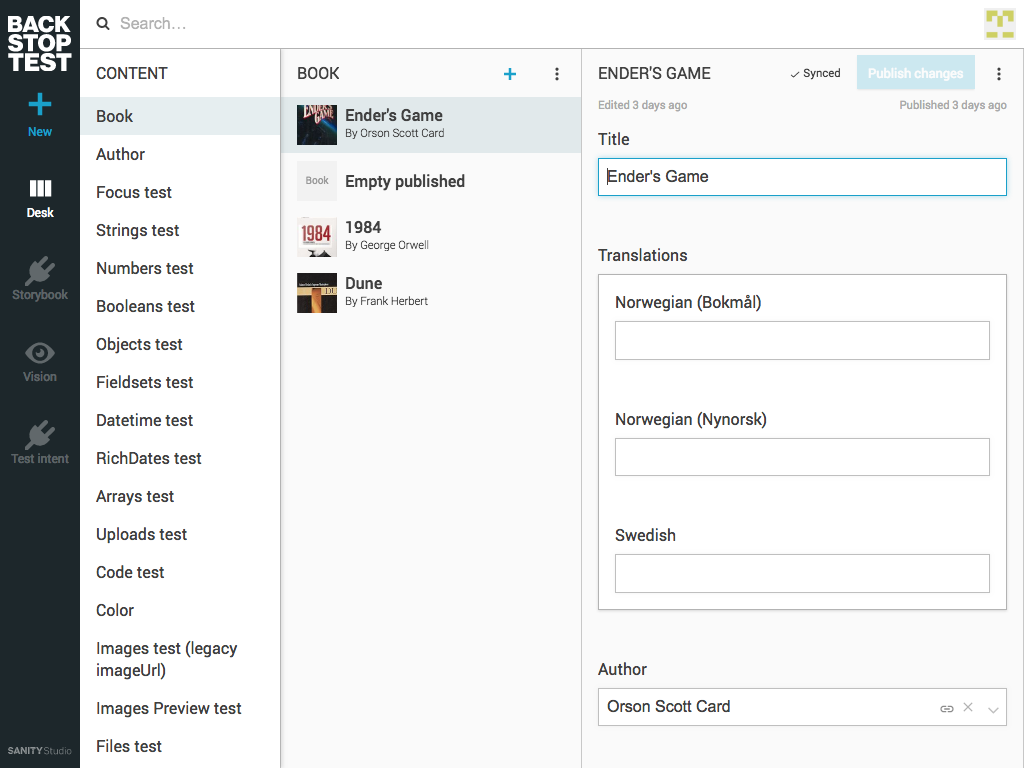 BACK
STOP
TEST
New
Desk
Storybook
Vision
Test intent
SANITY Studio
Search...
CONTENT
Book
Author
Focus test
Strings test
Numbers test
Booleans test
Objects test
Fieldsets test
Datetime test
RichDates test
Arrays test
Uploads test
Code test
Color
Images test (legacy
imageUrl)
Images Preview test
Files test
BOOK
Ender's Game
By Orson Scott Card
Book
Empty published
1984
1984
By George Orwell
Dune
By Frank Herbert
ENDER'S GAME
Synced
Publish changes
Edited 3 days ago
Published 3 days ago
Title
Ender's Game
Translations
Norwegian (Bokmål)
Norwegian (Nynorsk)
Swedish
Author
Orson Scott Card